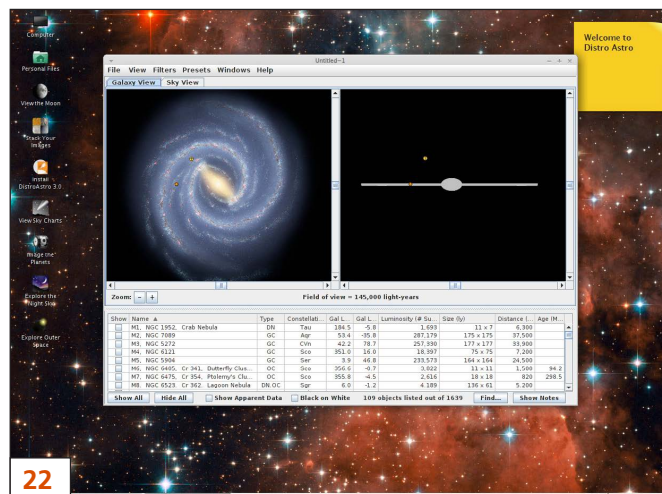 Computer
Personal Files
View the Moon
Stack Your
Images
Install
DistroAstro 3.0
View Sky Charts
Image the
Planets
Explore the
Night Sky
Explore Outer
Space
Welcome to
Distro Astro
Untitled-1
File View Filters Presets Windows Help
Galaxy View Sky View
Zoom: - + Field of view = 145,000 light-years
Show Name ▲ Type Constellati... Gal L... Gal L... Luminosity (# Su... Size (ly) Distance (... Age (M...
M1, NGC 1952, Crab Nebula DN Tau 184.5 -5.8 1,693 11 x 7 6,300
M2, NGC 7089 GC Aqr 53.4 -35.8 287,179 175 x 175 37,500
M3, NGC 5272 GC CVn 42.2 78.7 257,330 177 x 177 33,900
M4, NGC 6121 GC Sco 351.0 16.0 18,397 75 x 75 7,200
M5, NGC 5904 GC Ser 3.9 46.8 233,573 164 x 164 24,500
M6, NGC 6405, Cr 341, Butterfly Clus... OC Sco 356.6 -0.7 3,022 11 x 11 1,500 94.2
M7, NGC 6475, Cr 354, Ptolemy's Clu... OC Sco 355.8 -4.5 2,616 18 x 18 820 298.5
M8, NGC 6523, Cr 362, Lagoon Nebula DN,OC Sgr 6.0 -1.2 4,189 136 x 61 5,200
Show All Hide All Show Apparent Data Black on White 109 objects listed out of 1639 Find... Show Notes
22